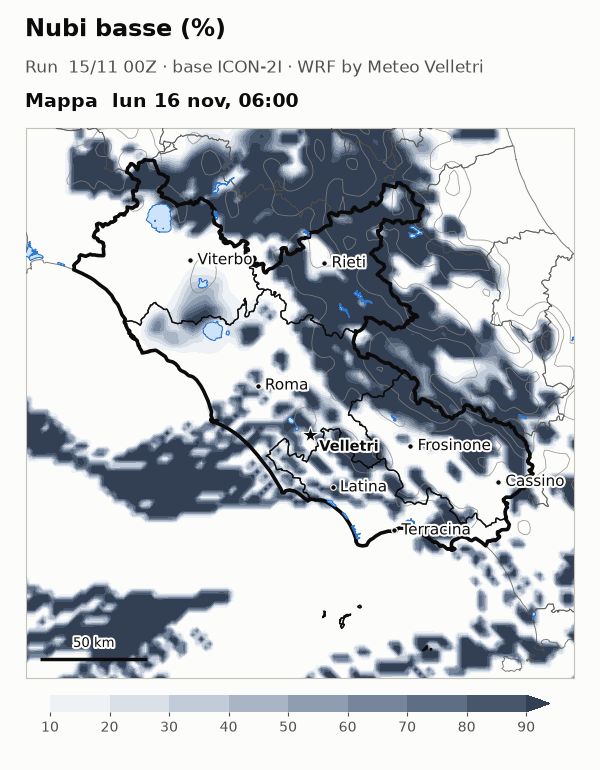 Nubi basse (%)
Run 15/11 00Z · base ICON-2I · WRF by Meteo Velletri
Mappa lun 16 nov, 06:00
Viterbo
Rieti
Roma
Velletri
Frosinone
Cassino
Latina
Terracina
50 km
10 20 30 40 50 60 70 80 90